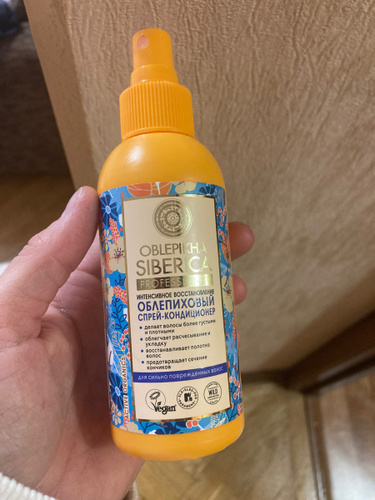 OBLEPIKHA
SIBERICA
PROFESSIONAL
ИНТЕНСИВНОЕ ВОССТАНОВЛЕНИЕ
ОБЛЕПИХОВЫЙ
СПРЕЙ-КОНДИЦИОНЕР
• делает волосы более густыми
и плотными
• облегчает расчесывание и
укладку
• восстанавливает полотно
волос
• предотвращает сечение
кончиков
для сильно поврежденных волос
Vegan
WILD